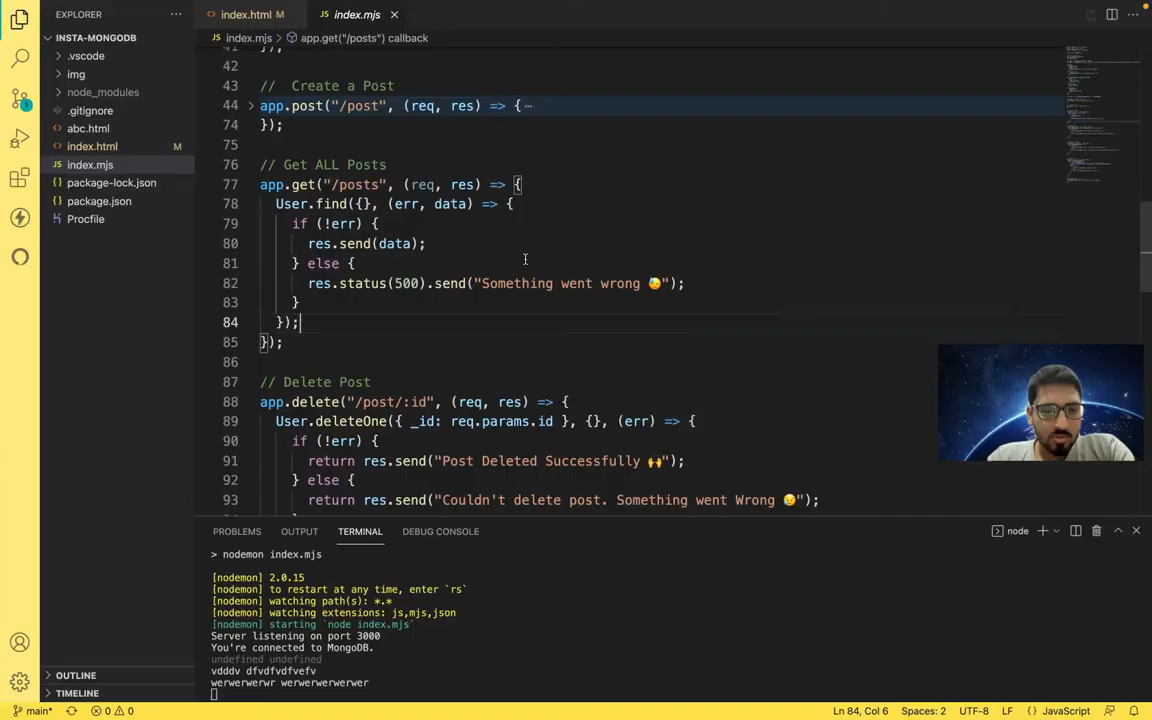 EXPLORER
INSTA-MONGODB
.vscode
img
node_modules
.gitignore
abc.html
index.html M
index.mjs
package-lock.json
package.json
Procfile
OUTLINE
TIMELINE
index.html M
JS index.mjs
JS index.mjs > app.get("/posts") callback
41 });
42
43 //  Create a Post
44 app.post("/post", (req, res) => {⋯
74 });
75
76 // Get ALL Posts
77 app.get("/posts", (req, res) => {
78 User.find({}, (err, data) => {
79 if (!err) {
80 res.send(data);
81 } else {
82 res.status(500).send("Something went wrong 😓");
83 }
84 });
85 });
86
87 // Delete Post
88 app.delete("/post/:id", (req, res) => {
89 User.deleteOne({ _id: req.params.id }, {}, (err) => {
90 if (!err) {
91 return res.send("Post Deleted Successfully 🙌");
92 } else {
93 return res.send("Couldn't delete post. Something went Wrong 😥");
PROBLEMS OUTPUT TERMINAL DEBUG CONSOLE
node
> nodemon index.mjs
[nodemon] 2.0.15
[nodemon] to restart at any time, enter `rs`
[nodemon] watching path(s): *.*
[nodemon] watching extensions: js,mjs,json
[nodemon] starting `node index.mjs`
Server listening on port 3000
You're connected to MongoDB.
undefined undefined
vdddv dfvdfvdfvefv
werwerwerwr werwerwerwerwer
main* 0 0 Ln 84, Col 6 Spaces: 2 UTF-8 LF {} JavaScript